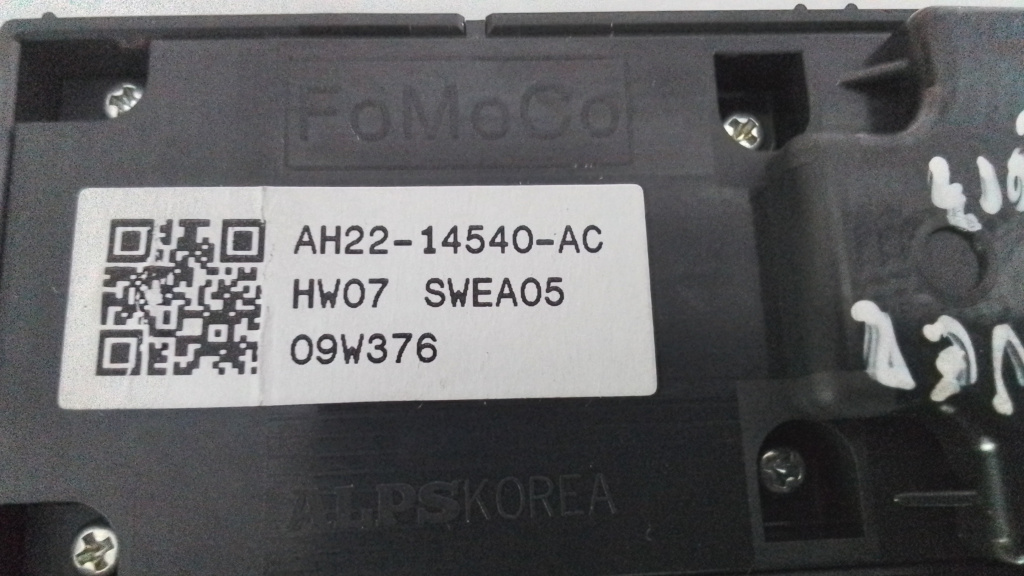 FoMoCo
AH22-14540-AC
HW07 SWEA05
09W376
ALPS KOREA